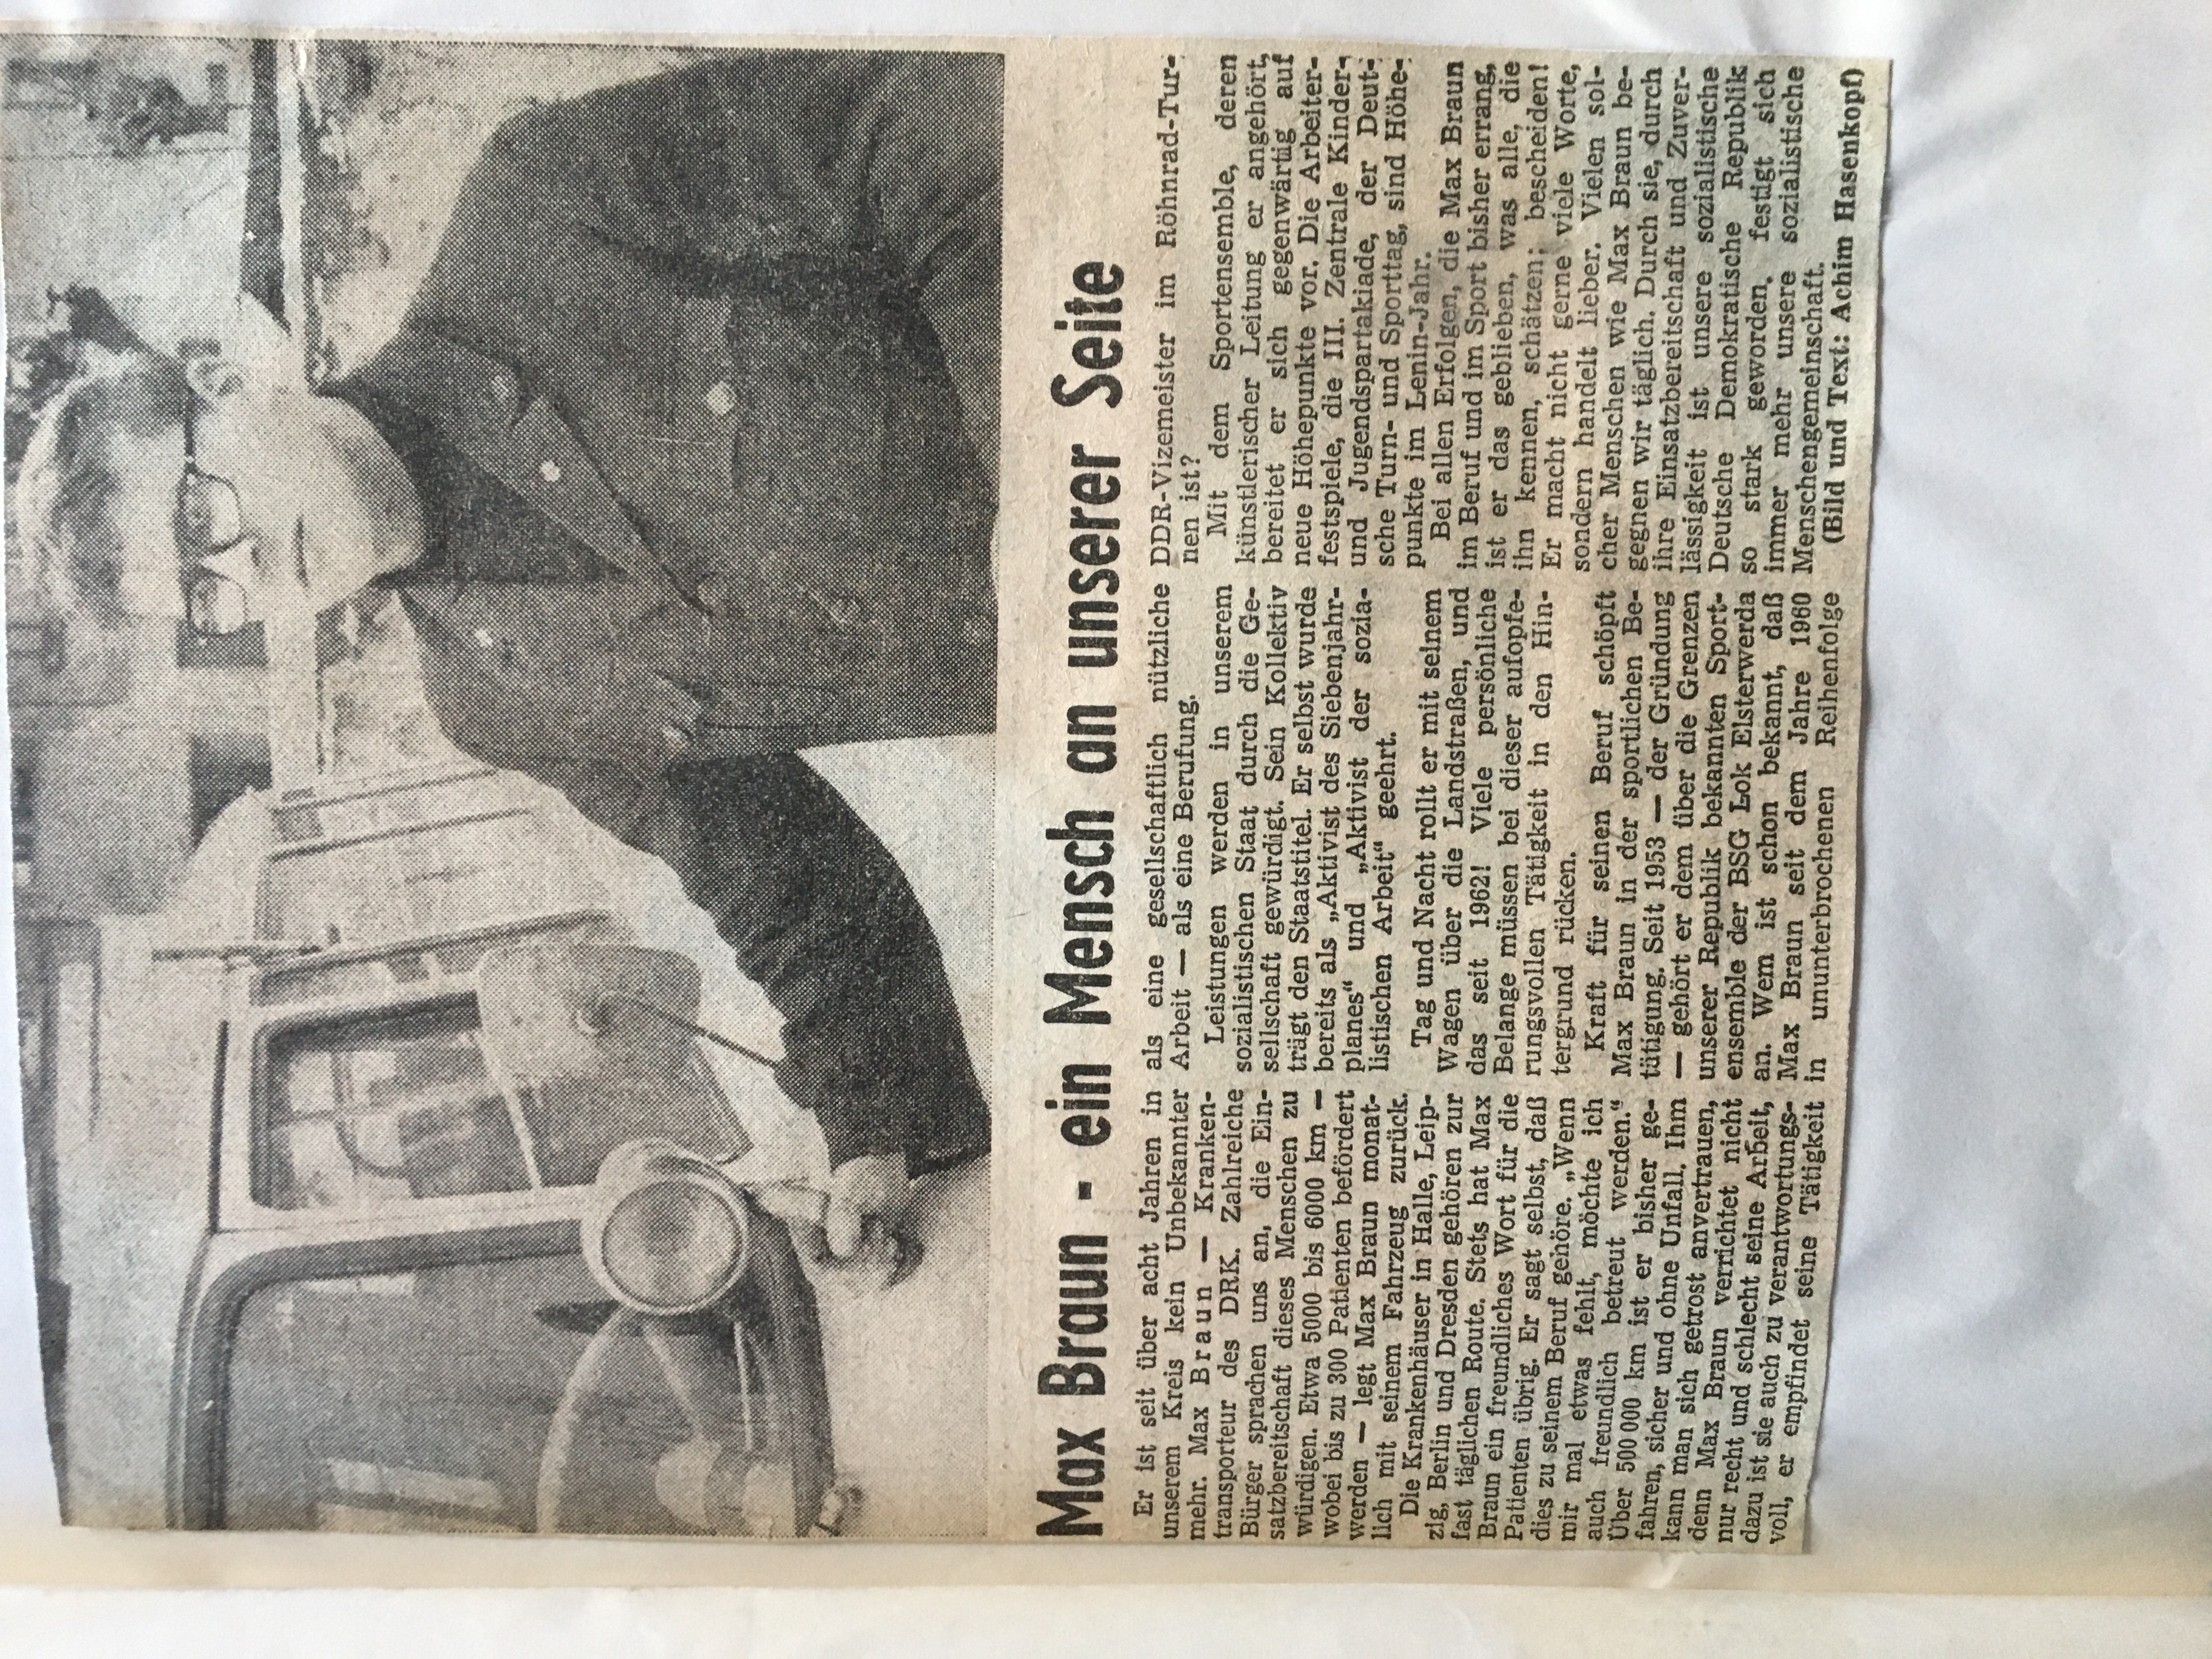 Max Braun - ein Mensch an unserer Seite
Er ist seit über acht Jahren in
unserem Kreis kein Unbekannter
mehr. Max Braun — Kranken-
transporteur des DRK. Zahlreiche
Bürger sprachen uns an, die Ein-
satzbereitschaft dieses Menschen zu
würdigen. Etwa 5000 bis 6000 km —
wobei bis zu 300 Patienten befördert
werden — legt Max Braun monat-
lich mit seinem Fahrzeug zurück.
Die Krankenhäuser in Halle, Leip-
zig, Berlin und Dresden gehören zur
fast täglichen Route. Stets hat Max
Braun ein freundliches Wort für die
Patienten übrig. Er sagt selbst, daß
dies zu seinem Beruf gehöre. „Wenn
mir mal etwas fehlt, möchte ich
auch freundlich betreut werden.“
Über 500 000 km ist er bisher ge-
fahren, sicher und ohne Unfall. Ihm
kann man sich getrost anvertrauen,
denn Max Braun verrichtet nicht
nur recht und schlecht seine Arbeit,
dazu ist sie auch zu verantwortungs-
voll, er empfindet seine Tätigkeit
als eine gesellschaftlich nützliche
Arbeit — als eine Berufung.
Leistungen werden in unserem
sozialistischen Staat durch die Ge-
sellschaft gewürdigt. Sein Kollektiv
trägt den Staatstitel. Er selbst wurde
bereits als „Aktivist des Siebenjahr-
planes“ und „Aktivist der sozia-
listischen Arbeit“ geehrt.
Tag und Nacht rollt er mit seinem
Wagen über die Landstraßen, und
das seit 1962! Viele persönliche
Belange müssen bei dieser aufopfe-
rungsvollen Tätigkeit in den Hin-
tergrund rücken.
Kraft für seinen Beruf schöpft
Max Braun in der sportlichen Be-
tätigung. Seit 1953 — der Gründung
— gehört er dem über die Grenzen
unserer Republik bekannten Sport-
ensemble der BSG Lok Elsterwerda
an. Wem ist schon bekannt, daß
Max Braun seit dem Jahre 1960
in ununterbrochenen Reihenfolge
DDR-Vizemeister im Röhnrad-Tur-
nen ist?
Mit dem Sportensemble, deren
künstlerischer Leitung er angehört,
bereitet er sich gegenwärtig auf
neue Höhepunkte vor. Die Arbeiter-
festspiele, die III. Zentrale Kinder-
und Jugendspartakiade, der Deut-
sche Turn- und Sporttag, sind Höhe-
punkte im Lenin-Jahr.
Bei allen Erfolgen, die Max Braun
im Beruf und im Sport bisher errang,
ist er das geblieben, was alle, die
ihn kennen, schätzen; bescheiden!
Er macht nicht gerne viele Worte,
sondern handelt lieber. Vielen sol-
cher Menschen wie Max Braun be-
gegnen wir täglich. Durch sie, durch
ihre Einsatzbereitschaft und Zuver-
lässigkeit ist unsere sozialistische
Deutsche Demokratische Republik
so stark geworden, festigt sich
immer mehr unsere sozialistische
Menschengemeinschaft.
(Bild und Text: Achim Hasenkopf)